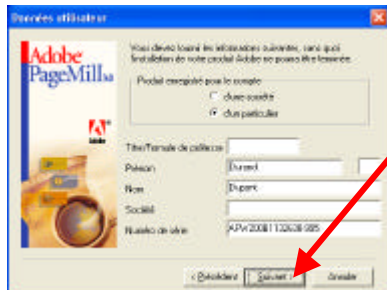 Données utilisateur
Adobe
PageMill
Vous devez fournir les informations suivantes, sans quoi
l'installation de votre produit Adobe ne pourra être terminée.
Produit enregistré pour le compte
d'une société
d'un particulier
Titre/Formule de politesse
Prénom Durand
Nom Dupont
Société
Numéro de série
Adobe
< Précédent Suivant > Annuler